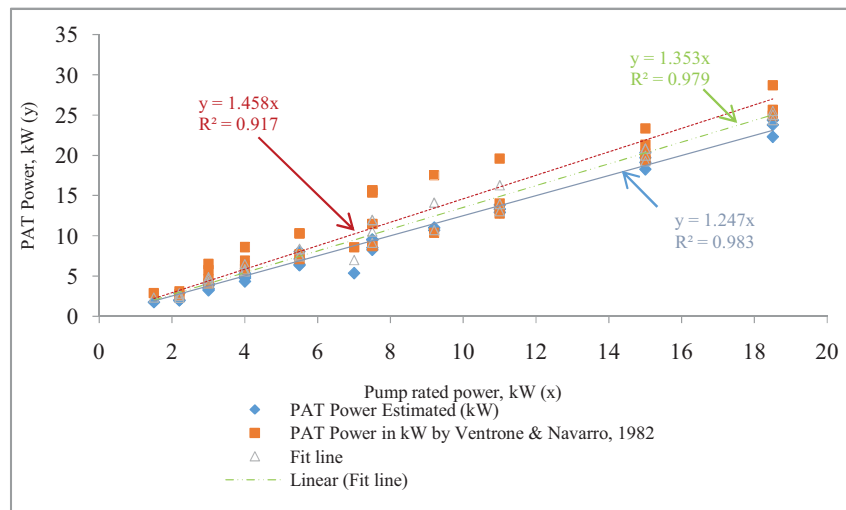 35
30
25
20
15
10
5
0
PAT Power, kW (y)
y = 1.458x
R² = 0.917
y = 1.353x
R² = 0.979
y = 1.247x
R² = 0.983
0 2 4 6 8 10 12 14 16 18 20
Pump rated power, kW (x)
PAT Power Estimated (kW)
PAT Power in kW by Ventrone & Navarro, 1982
Fit line
Linear (Fit line)